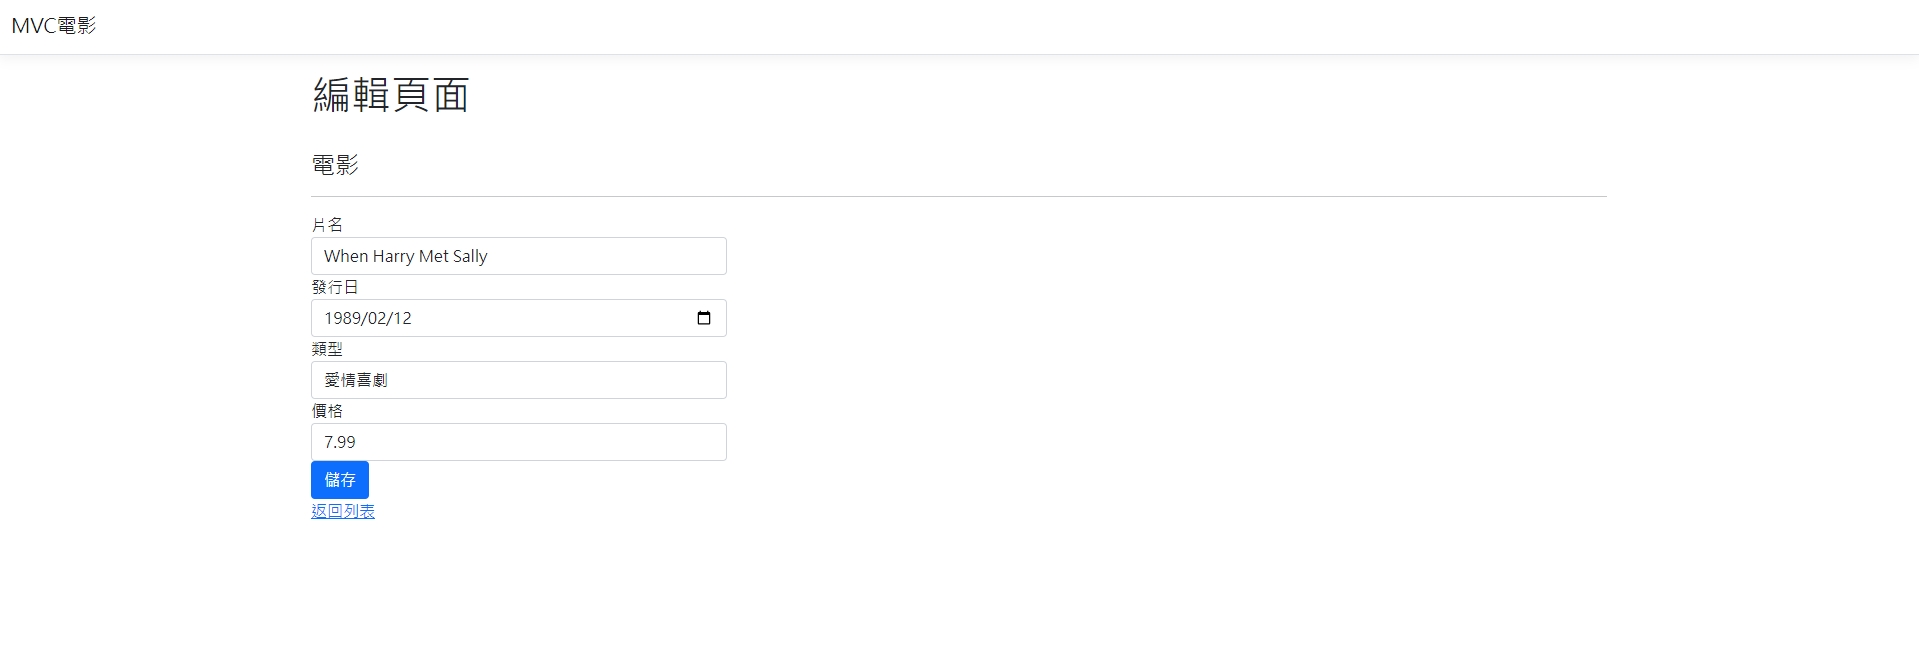 MVC電影
編輯頁面
電影
片名
When Harry Met Sally
發行日
1989/02/12
類型
愛情喜劇
價格
7.99
儲存
返回列表